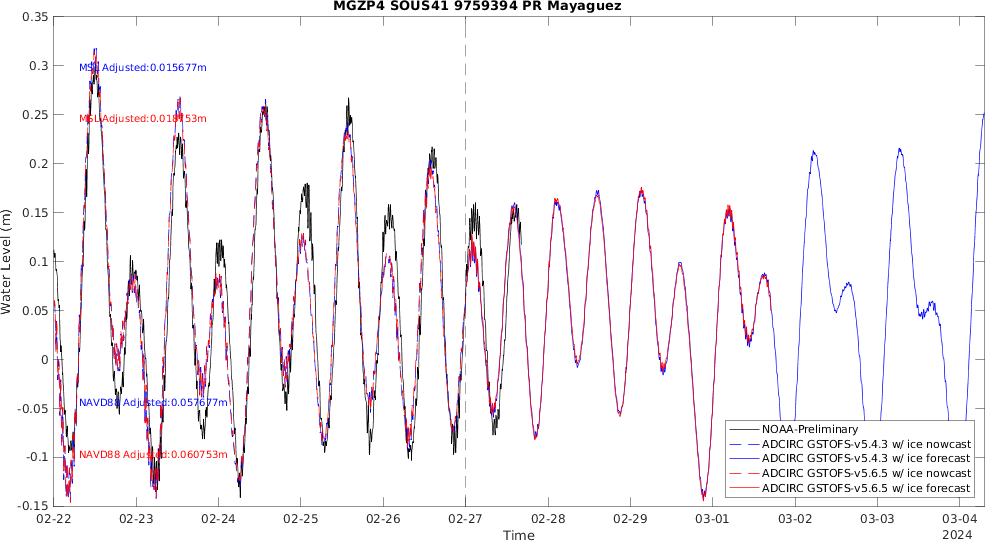 MGZP4 SOUS41 9759394 PR Mayaguez
0.35
0.3
0.25
0.2
0.15
0.1
0.05
0
-0.05
-0.1
-0.15
Water Level (m)
MSL Adjusted:0.015677m
MSL Adjusted:0.018753m
NAVD88 Adjusted:0.057677m
NAVD88 Adjusted:0.060753m
NOAA-Preliminary
ADCIRC GSTOFS-v5.4.3 w/ ice nowcast
ADCIRC GSTOFS-v5.4.3 w/ ice forecast
ADCIRC GSTOFS-v5.6.5 w/ ice nowcast
ADCIRC GSTOFS-v5.6.5 w/ ice forecast
02-22 02-23 02-24 02-25 02-26 02-27 02-28 02-29 03-01 03-02 03-03 03-04
Time
2024